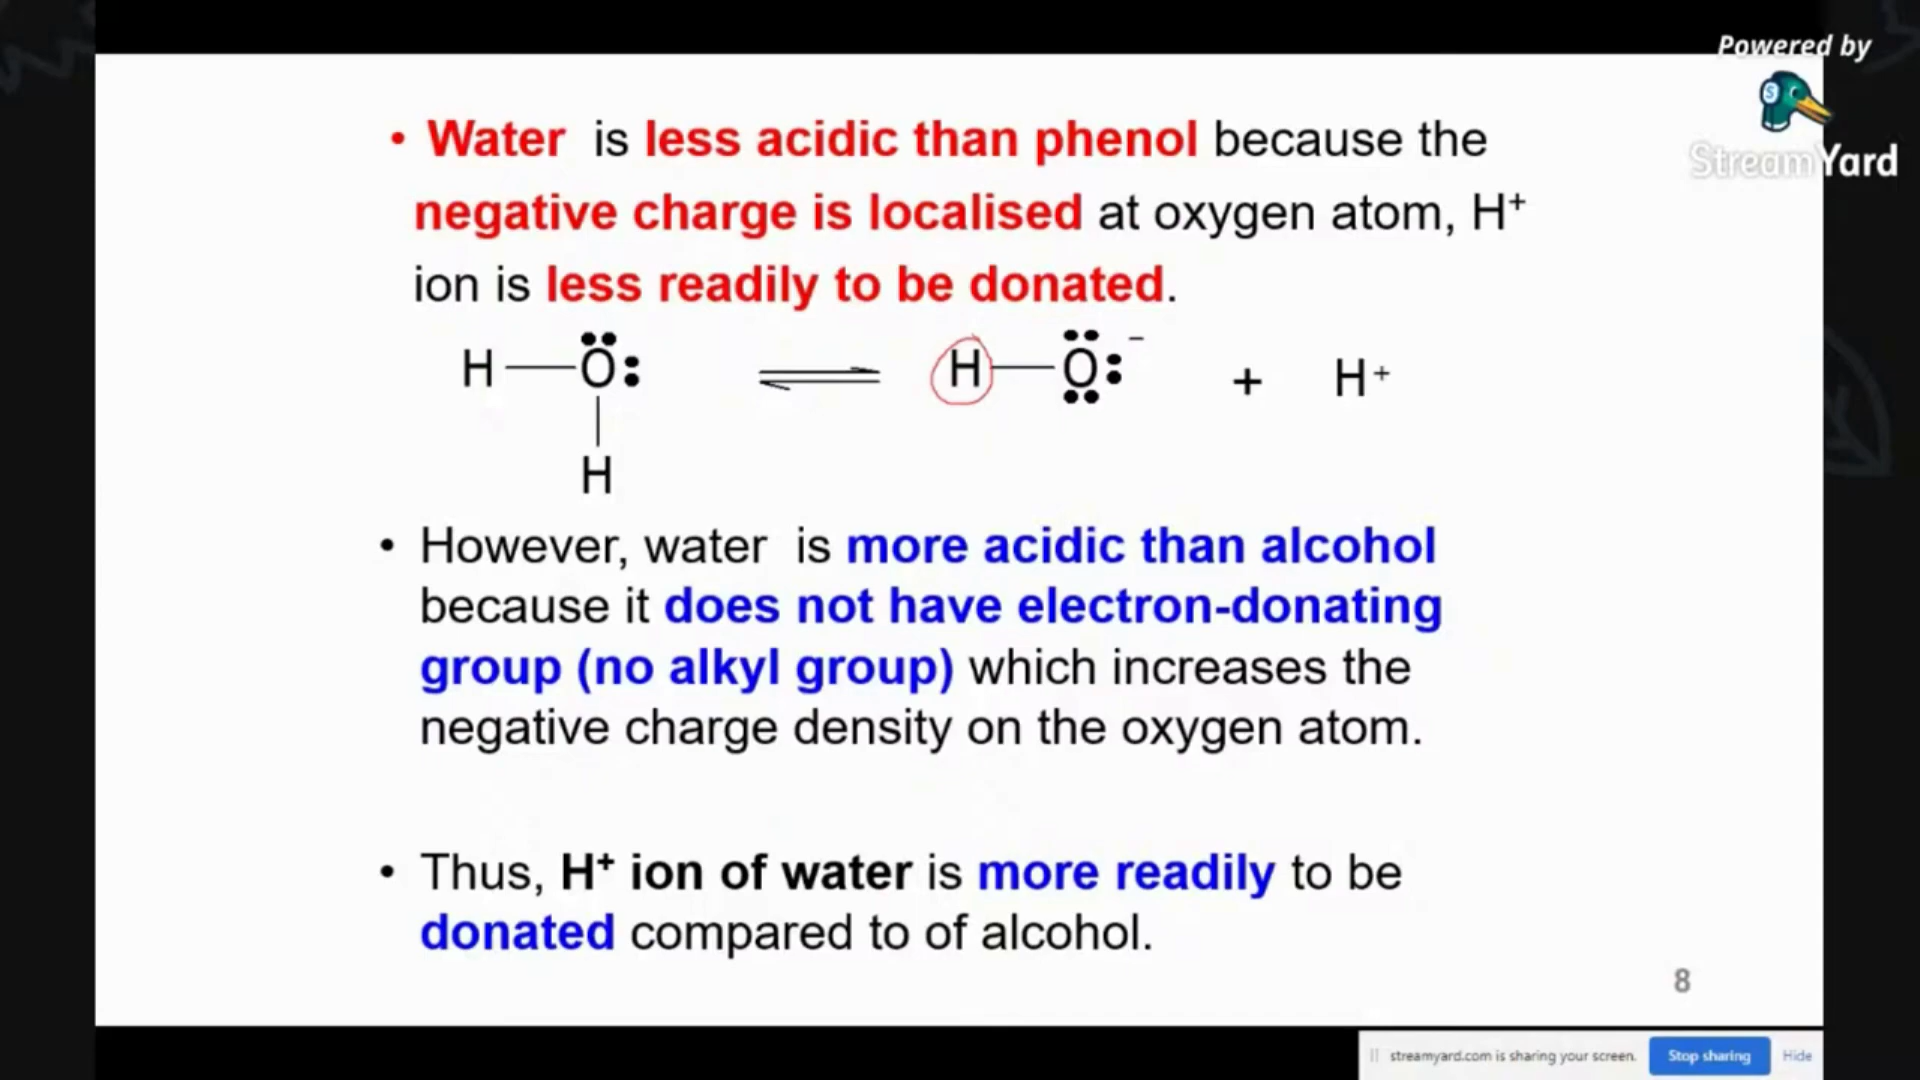 Powered by
StreamYard
• Water is less acidic than phenol because the
negative charge is localised at oxygen atom, H⁺
ion is less readily to be donated.
H—O: ⇌ H—O:⁻ + H⁺
H
• However, water is more acidic than alcohol
because it does not have electron-donating
group (no alkyl group) which increases the
negative charge density on the oxygen atom.
• Thus, H⁺ ion of water is more readily to be
donated compared to of alcohol.
8
streamyard.com is sharing your screen. Stop sharing Hide